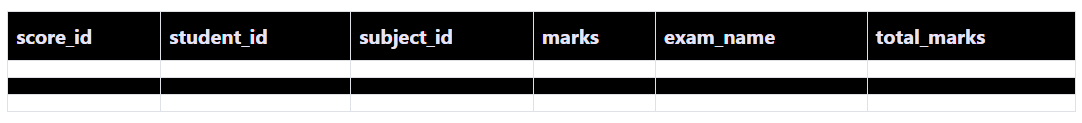 score_id student_id subject_id marks exam_name total_marks